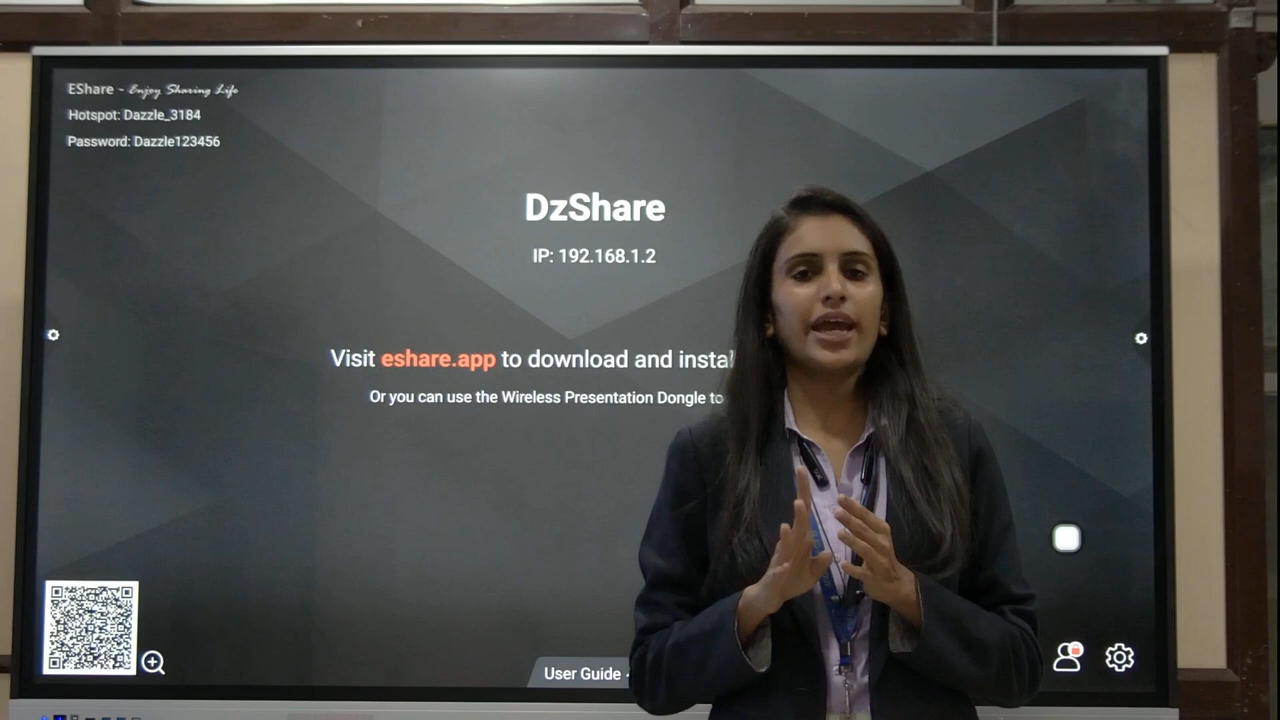 EShare - Enjoy Sharing Life
Hotspot: Dazzle_3184
Password: Dazzle123456
DzShare
IP: 192.168.1.2
Visit eshare.app to download and
Or you can use the Wireless Presentation Dongle to
User Guide